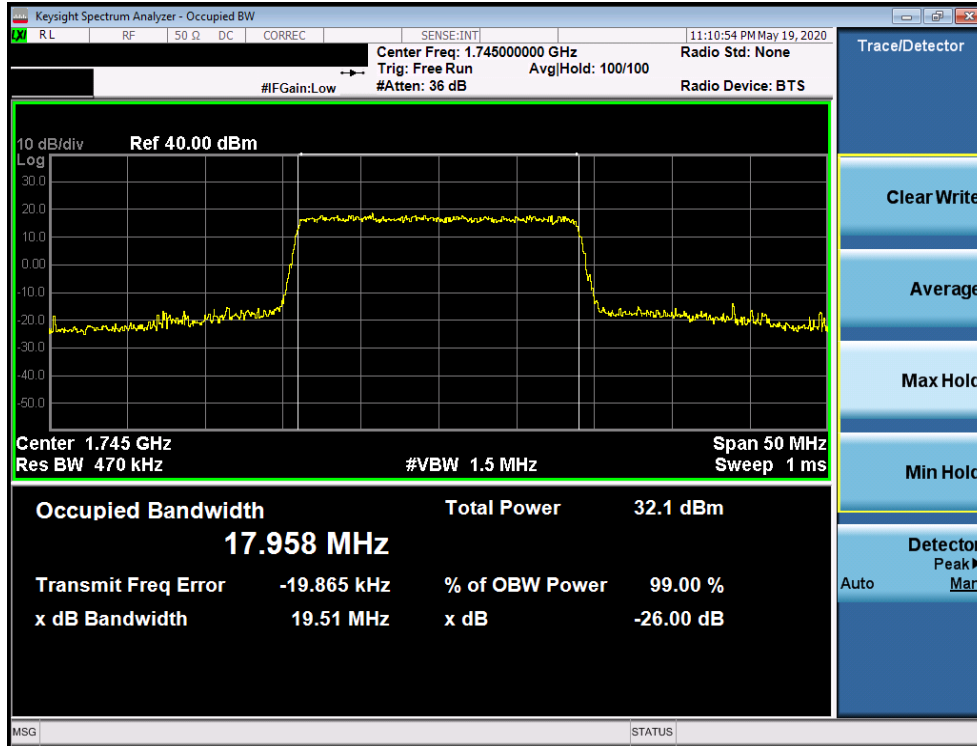 Keysight Spectrum Analyzer - Occupied BW
LXI RL RF 50 Ω DC CORREC SENSE:INT 11:10:54 PM May 19, 2020
Center Freq: 1.745000000 GHz Radio Std: None
Trig: Free Run Avg|Hold: 100/100
#IFGain:Low #Atten: 36 dB Radio Device: BTS
10 dB/div Ref 40.00 dBm
Log
30.0
20.0
10.0
0.00
-10.0
-20.0
-30.0
-40.0
-50.0
Center 1.745 GHz Span 50 MHz
Res BW 470 kHz #VBW 1.5 MHz Sweep 1 ms
Occupied Bandwidth Total Power 32.1 dBm
17.958 MHz
Transmit Freq Error -19.865 kHz % of OBW Power 99.00 %
x dB Bandwidth 19.51 MHz x dB -26.00 dB
MSG STATUS
Trace/Detector
Clear Write
Average
Max Hold
Min Hold
Detector
Peak
Auto Man